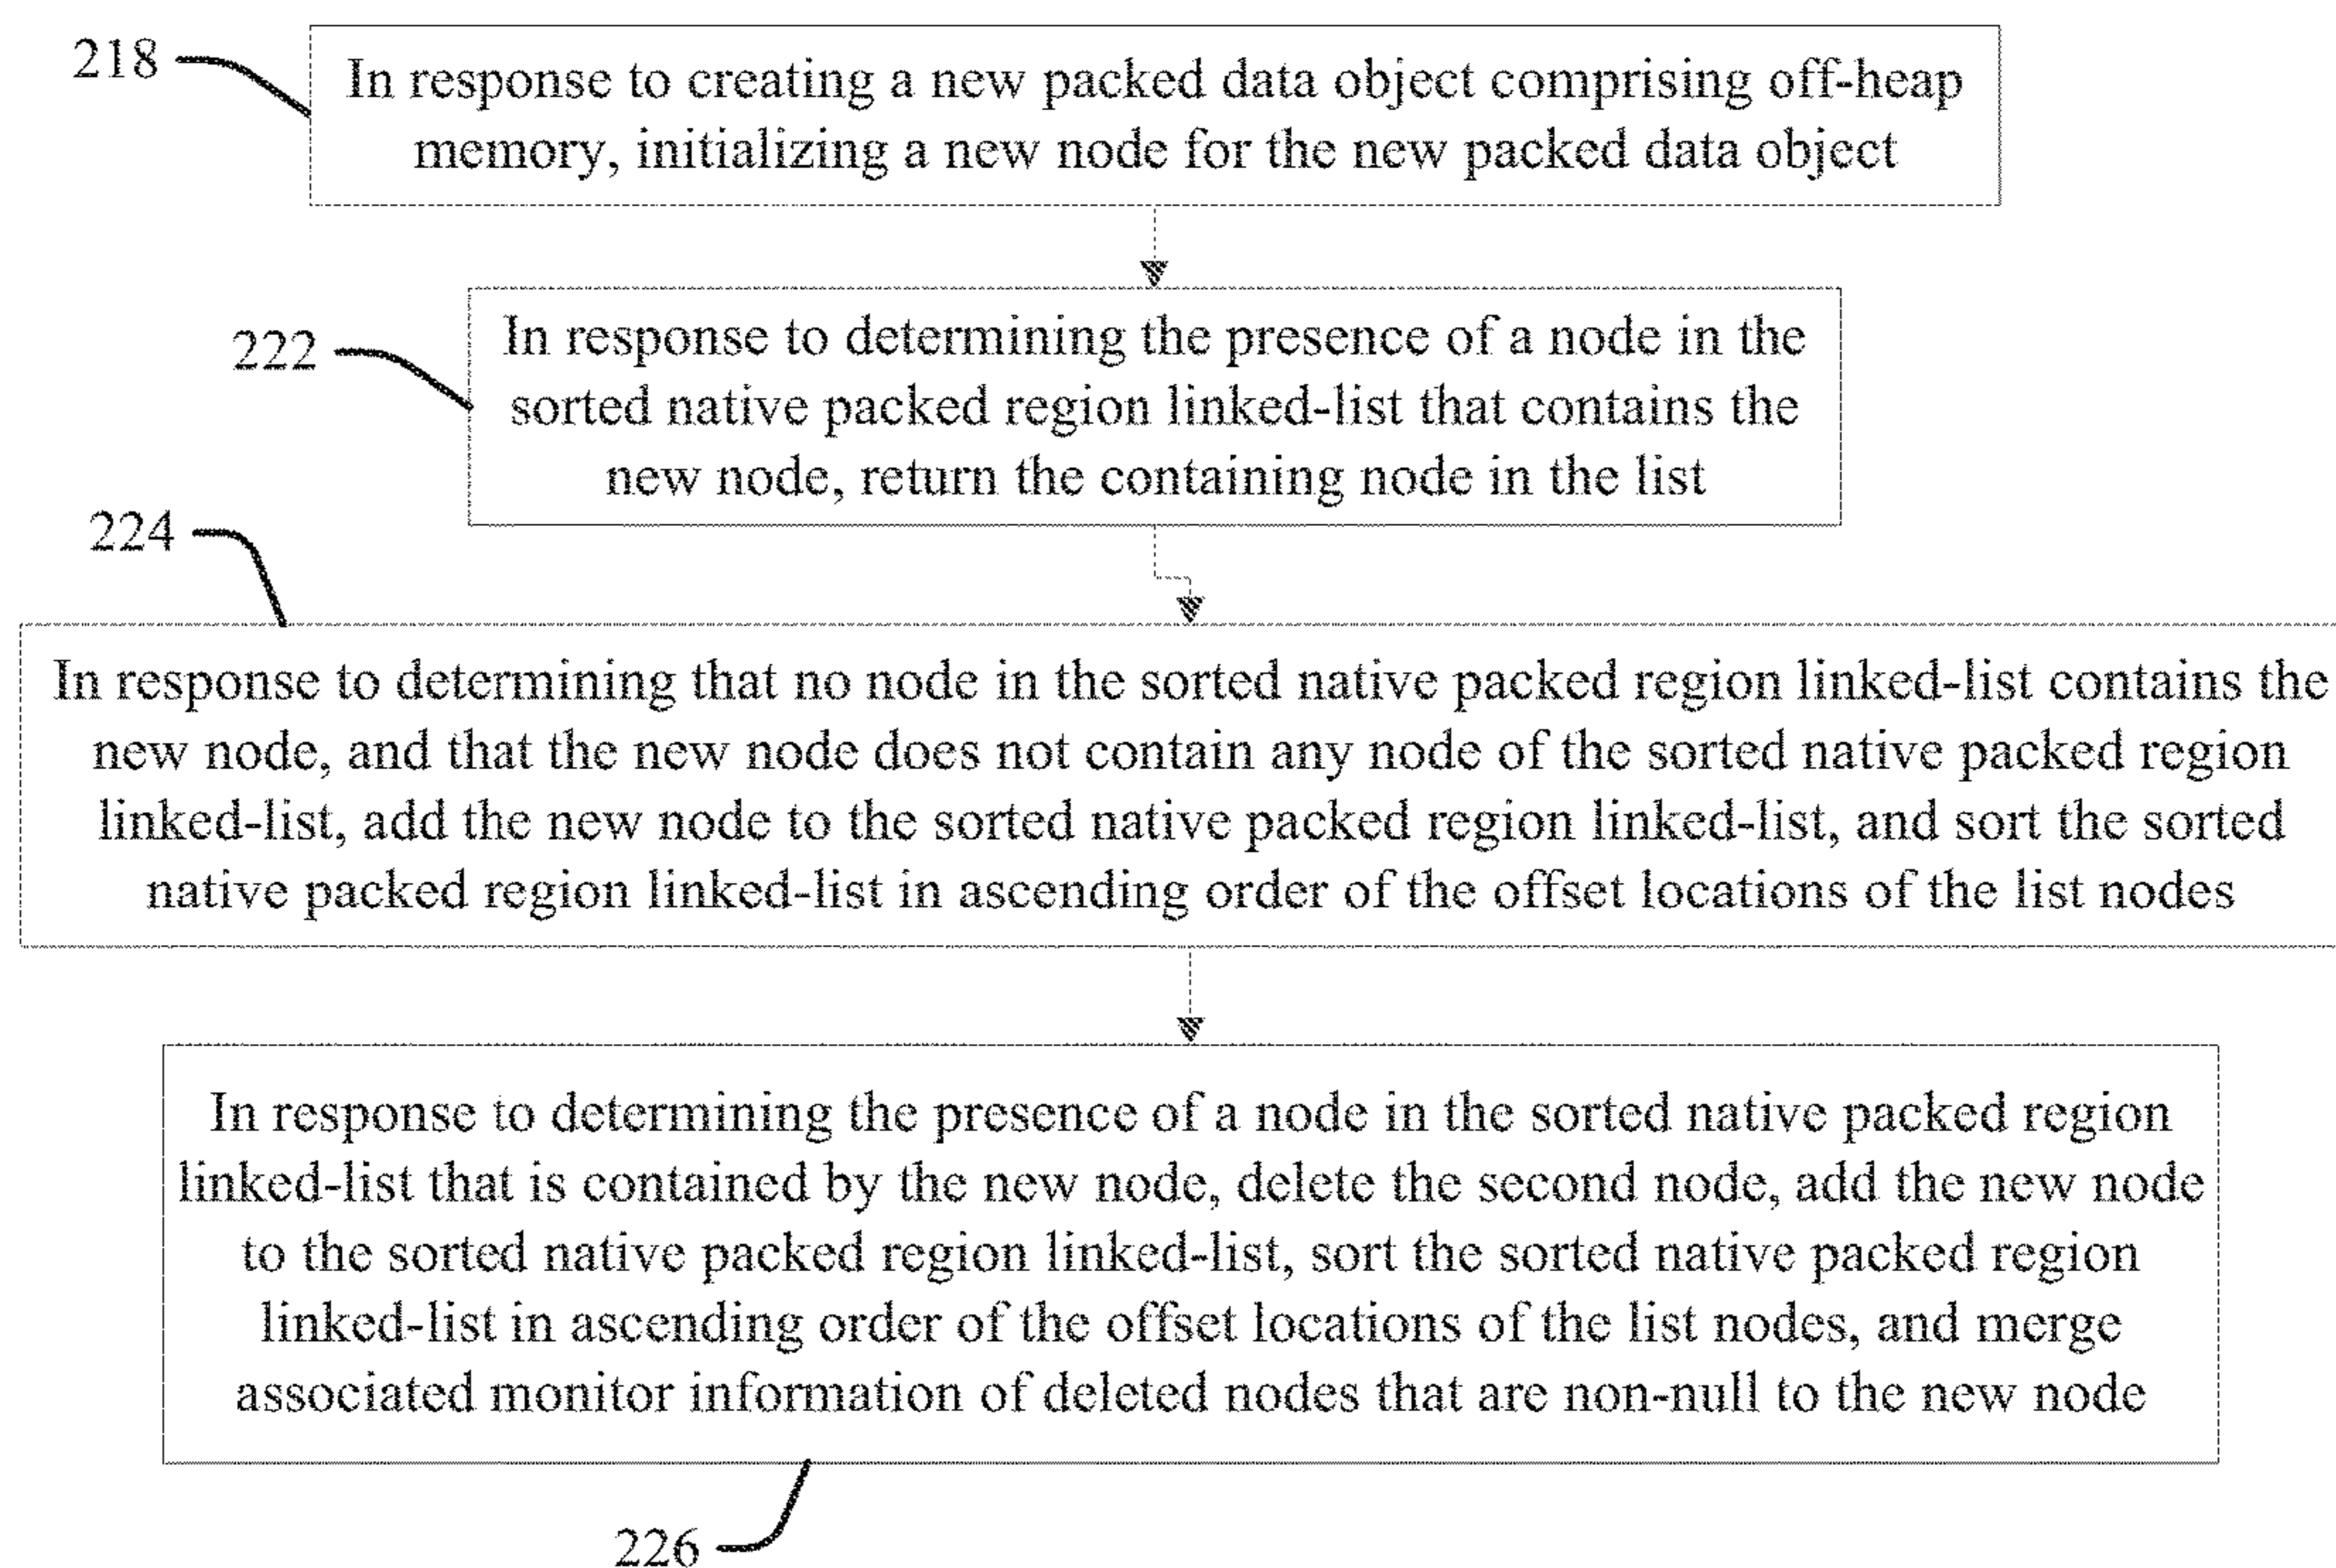 218
In response to creating a new packed data object comprising off-heap
memory, initializing a new node for the new packed data object
222
In response to determining the presence of a node in the
sorted native packed region linked-list that contains the
new node, return the containing node in the list
224
In response to determining that no node in the sorted native packed region linked-list contains the
new node, and that the new node does not contain any node of the sorted native packed region
linked-list, add the new node to the sorted native packed region linked-list, and sort the sorted
native packed region linked-list in ascending order of the offset locations of the list nodes
In response to determining the presence of a node in the sorted native packed region
linked-list that is contained by the new node, delete the second node, add the new node
to the sorted native packed region linked-list, sort the sorted native packed region
linked-list in ascending order of the offset locations of the list nodes, and merge
associated monitor information of deleted nodes that are non-null to the new node
226